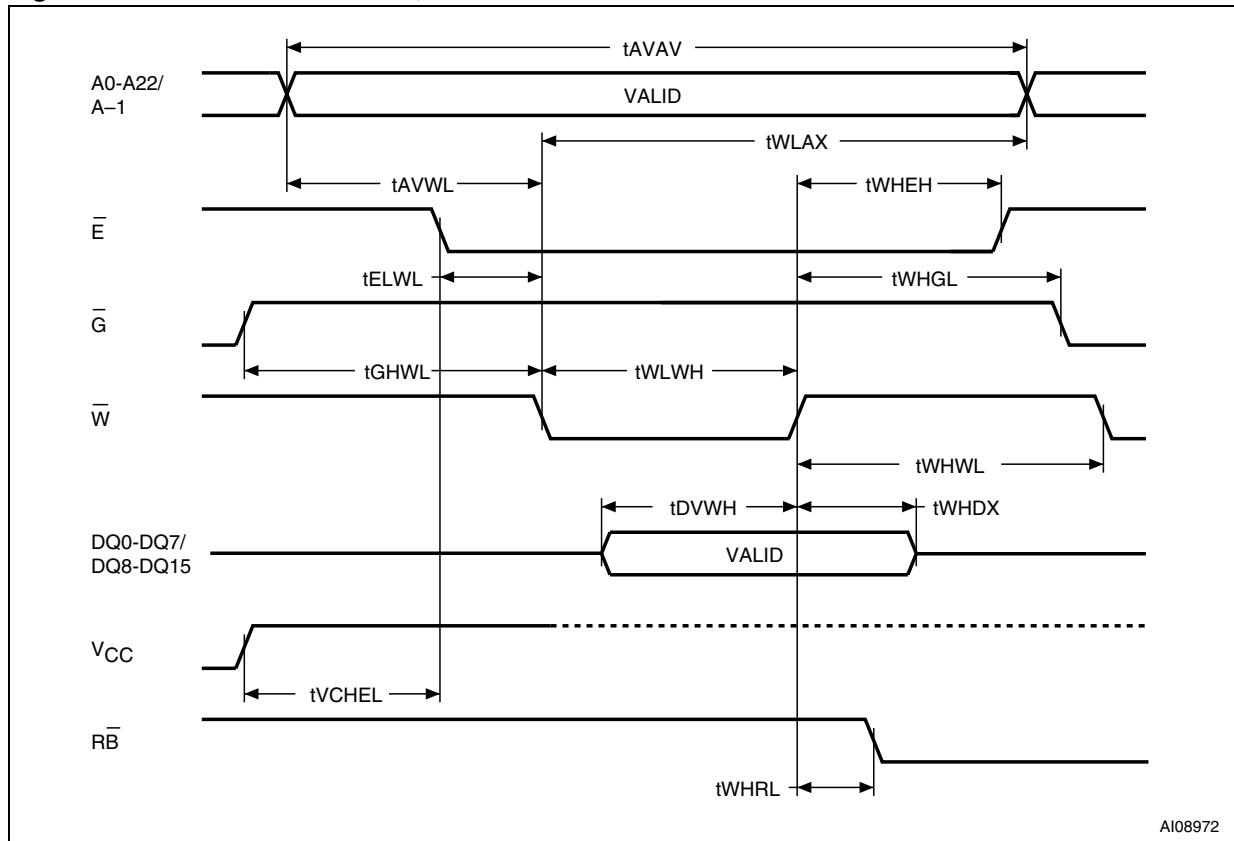 tAVAV
A0-A22/
A–1
VALID
tWLAX
tAVWL
tWHEH
E̅
tELWL
tWHGL
G̅
tGHWL
tWLWH
W̅
tWHWL
tDVWH
tWHDX
DQ0-DQ7/
DQ8-DQ15
VALID
VCC
tVCHEL
RB̅
tWHRL
AI08972